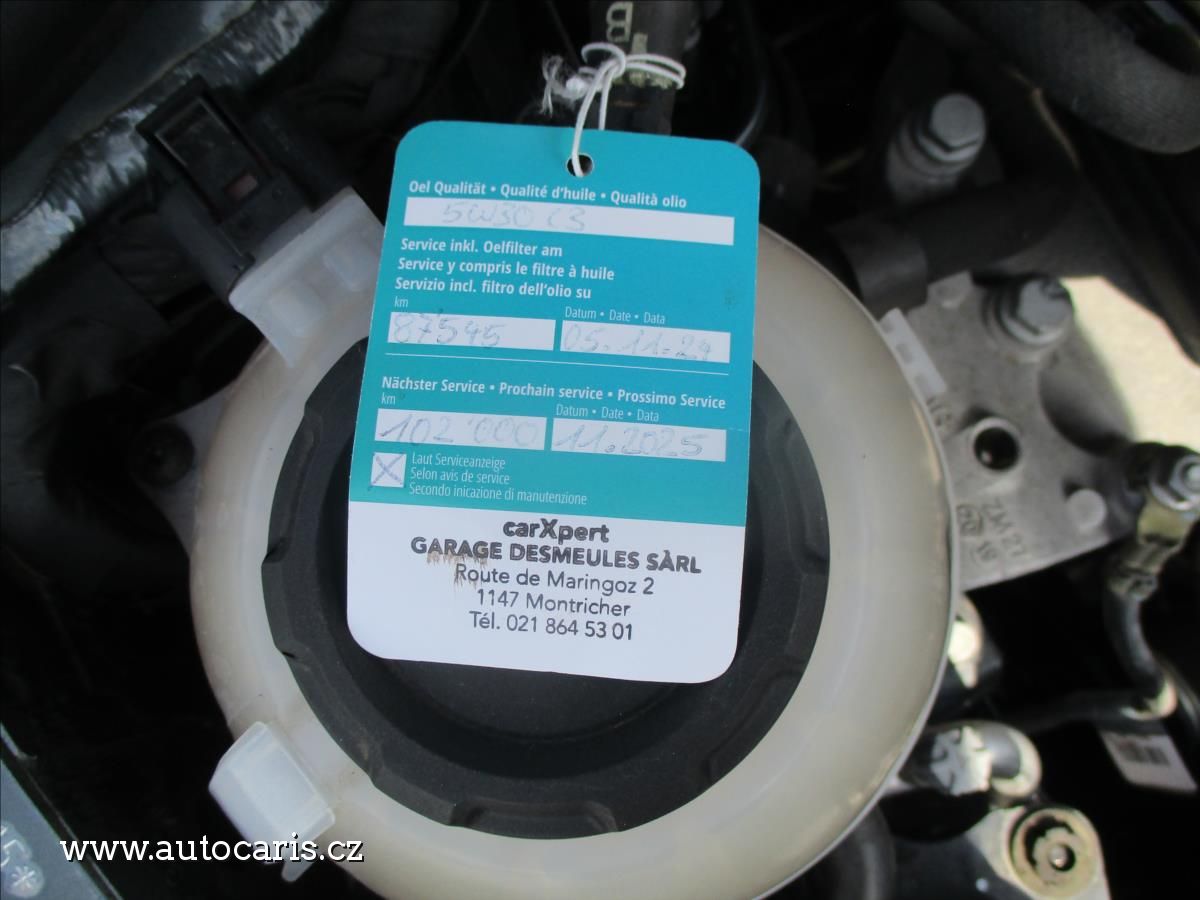 Oel Qualität • Qualité d'huile • Qualità olio
5W30 C3
Service inkl. Oelfilter am
Service y compris le filtre à huile
Servizio incl. filtro dell'olio su
km
Datum • Date • Data
87545
05.11.24
Nächster Service • Prochain service • Prossimo Service
km
Datum • Date • Data
102'000
11.2025
Laut Serviceanzeige
Selon avis de service
Secondo inicazione di manutenzione
carXpert
GARAGE DESMEULES SÀRL
Route de Maringoz 2
1147 Montricher
Tél. 021 864 53 01
www.autocaris.cz